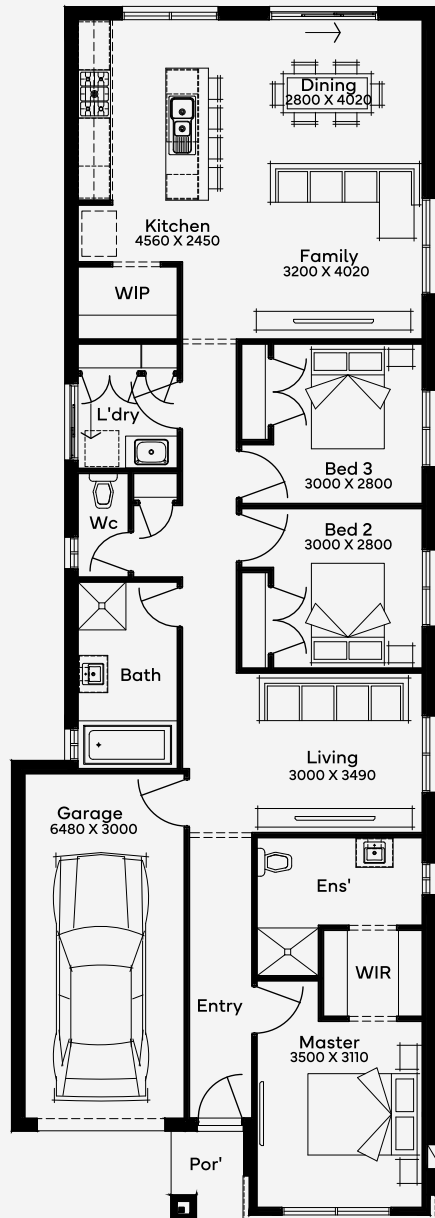 Dining
2800 X 4020
Kitchen
4560 X 2450
Family
3200 X 4020
WIP
L'dry
Bed 3
3000 X 2800
Wc
Bed 2
3000 X 2800
Bath
Living
3000 X 3490
Garage
6480 X 3000
Ens'
WIR
Entry
Master
3500 X 3110
Por'